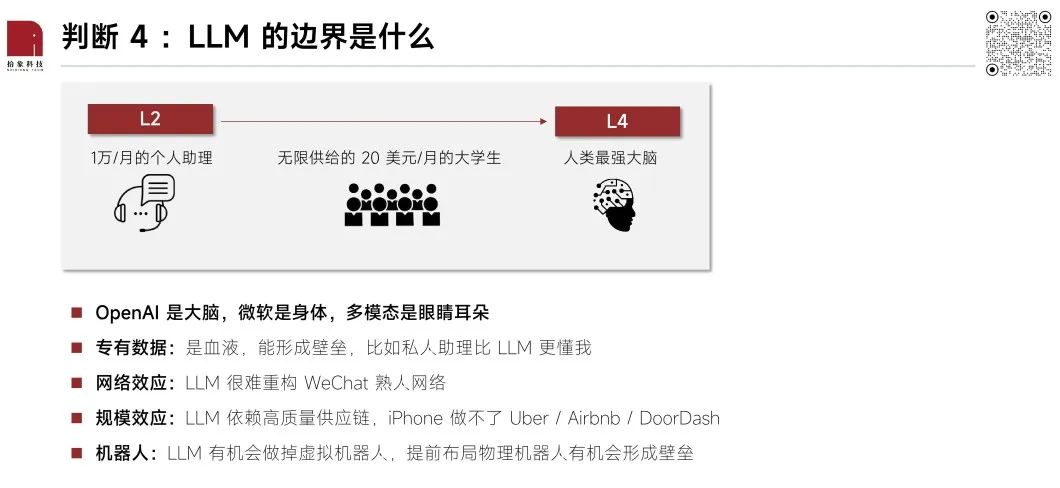 拾象科技
判断 4 ：LLM 的边界是什么
L2
L4
1万/月的个人助理
无限供给的 20 美元/月的大学生
人类最强大脑
OpenAI 是大脑，微软是身体，多模态是眼睛耳朵
专有数据：是血液，能形成壁垒，比如私人助理比 LLM 更懂我
网络效应：LLM 很难重构 WeChat 熟人网络
规模效应：LLM 依赖高质量供应链，iPhone 做不了 Uber / Airbnb / DoorDash
机器人：LLM 有机会做掉虚拟机器人，提前布局物理机器人有机会形成壁垒